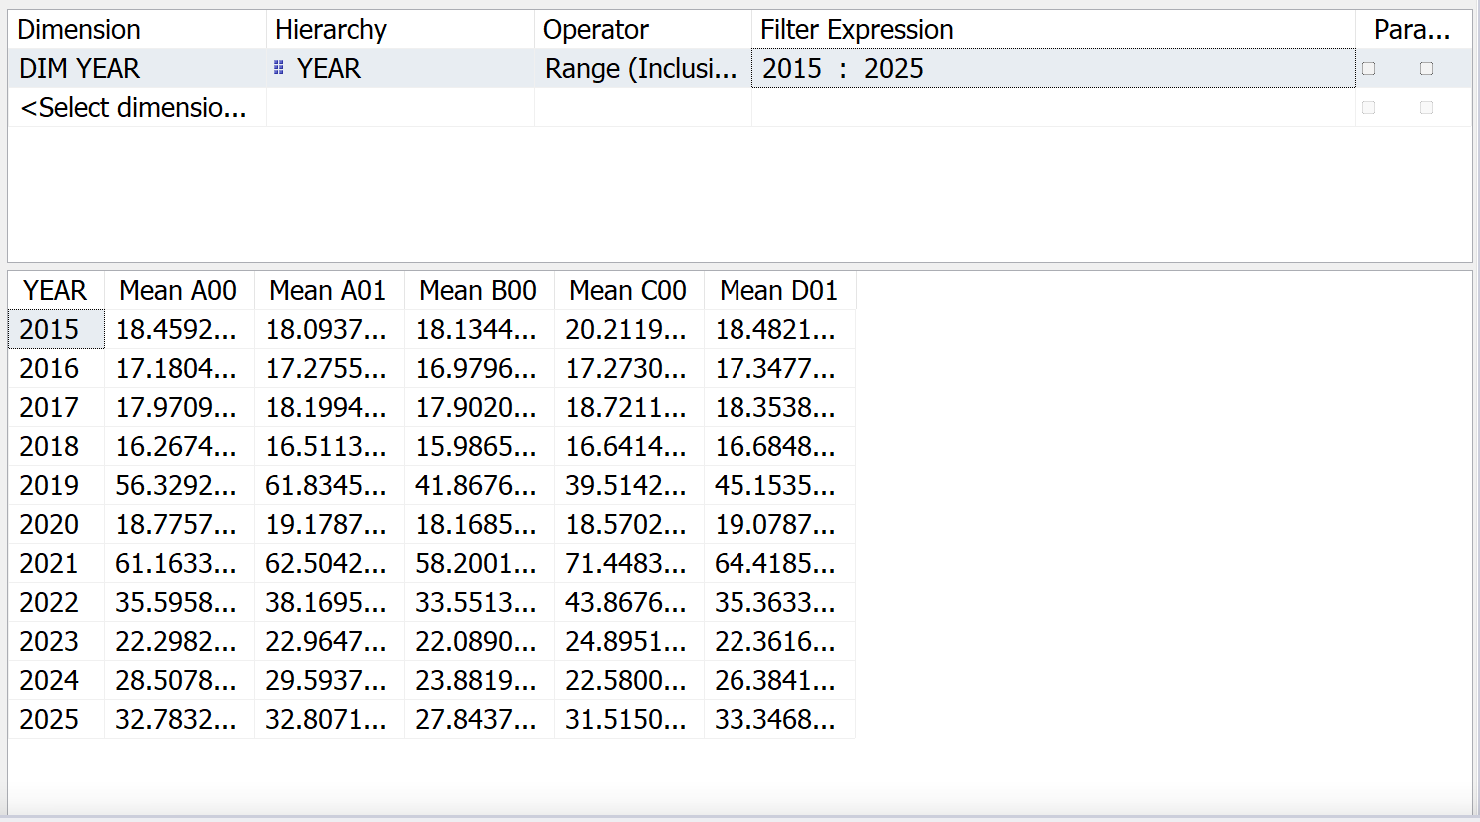 Dimension Hierarchy Operator Filter Expression Para...
DIM YEAR YEAR Range (Inclusi... 2015 : 2025
<Select dimensio...
YEAR Mean A00 Mean A01 Mean B00 Mean C00 Mean D01
2015 18.4592... 18.0937... 18.1344... 20.2119... 18.4821...
2016 17.1804... 17.2755... 16.9796... 17.2730... 17.3477...
2017 17.9709... 18.1994... 17.9020... 18.7211... 18.3538...
2018 16.2674... 16.5113... 15.9865... 16.6414... 16.6848...
2019 56.3292... 61.8345... 41.8676... 39.5142... 45.1535...
2020 18.7757... 19.1787... 18.1685... 18.5702... 19.0787...
2021 61.1633... 62.5042... 58.2001... 71.4483... 64.4185...
2022 35.5958... 38.1695... 33.5513... 43.8676... 35.3633...
2023 22.2982... 22.9647... 22.0890... 24.8951... 22.3616...
2024 28.5078... 29.5937... 23.8819... 22.5800... 26.3841...
2025 32.7832... 32.8071... 27.8437... 31.5150... 33.3468...